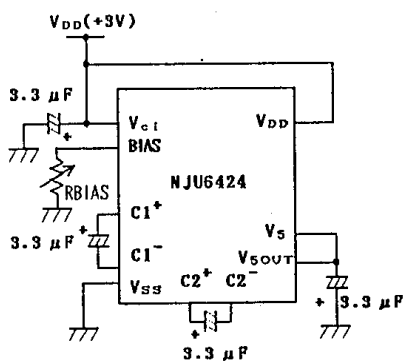 VDD(+3V)
3.3 μF
+
Vci
VDD
BIAS
NJU6424
RBIAS
C1+
+
3.3 μF
V5
C1-
V5OUT
VSS
C2+ C2-
+
3.3 μF
+
3.3 μF